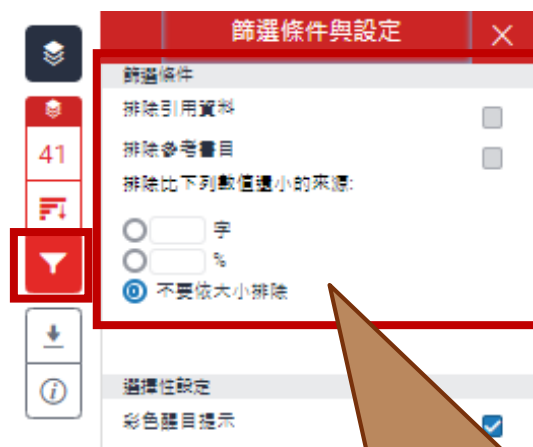 篩選條件與設定
篩選條件
排除引用資料
41
排除參考書目
排除比下列數值還小的來源:
字
%
不要依大小排除
選擇性設定
彩色醒目提示